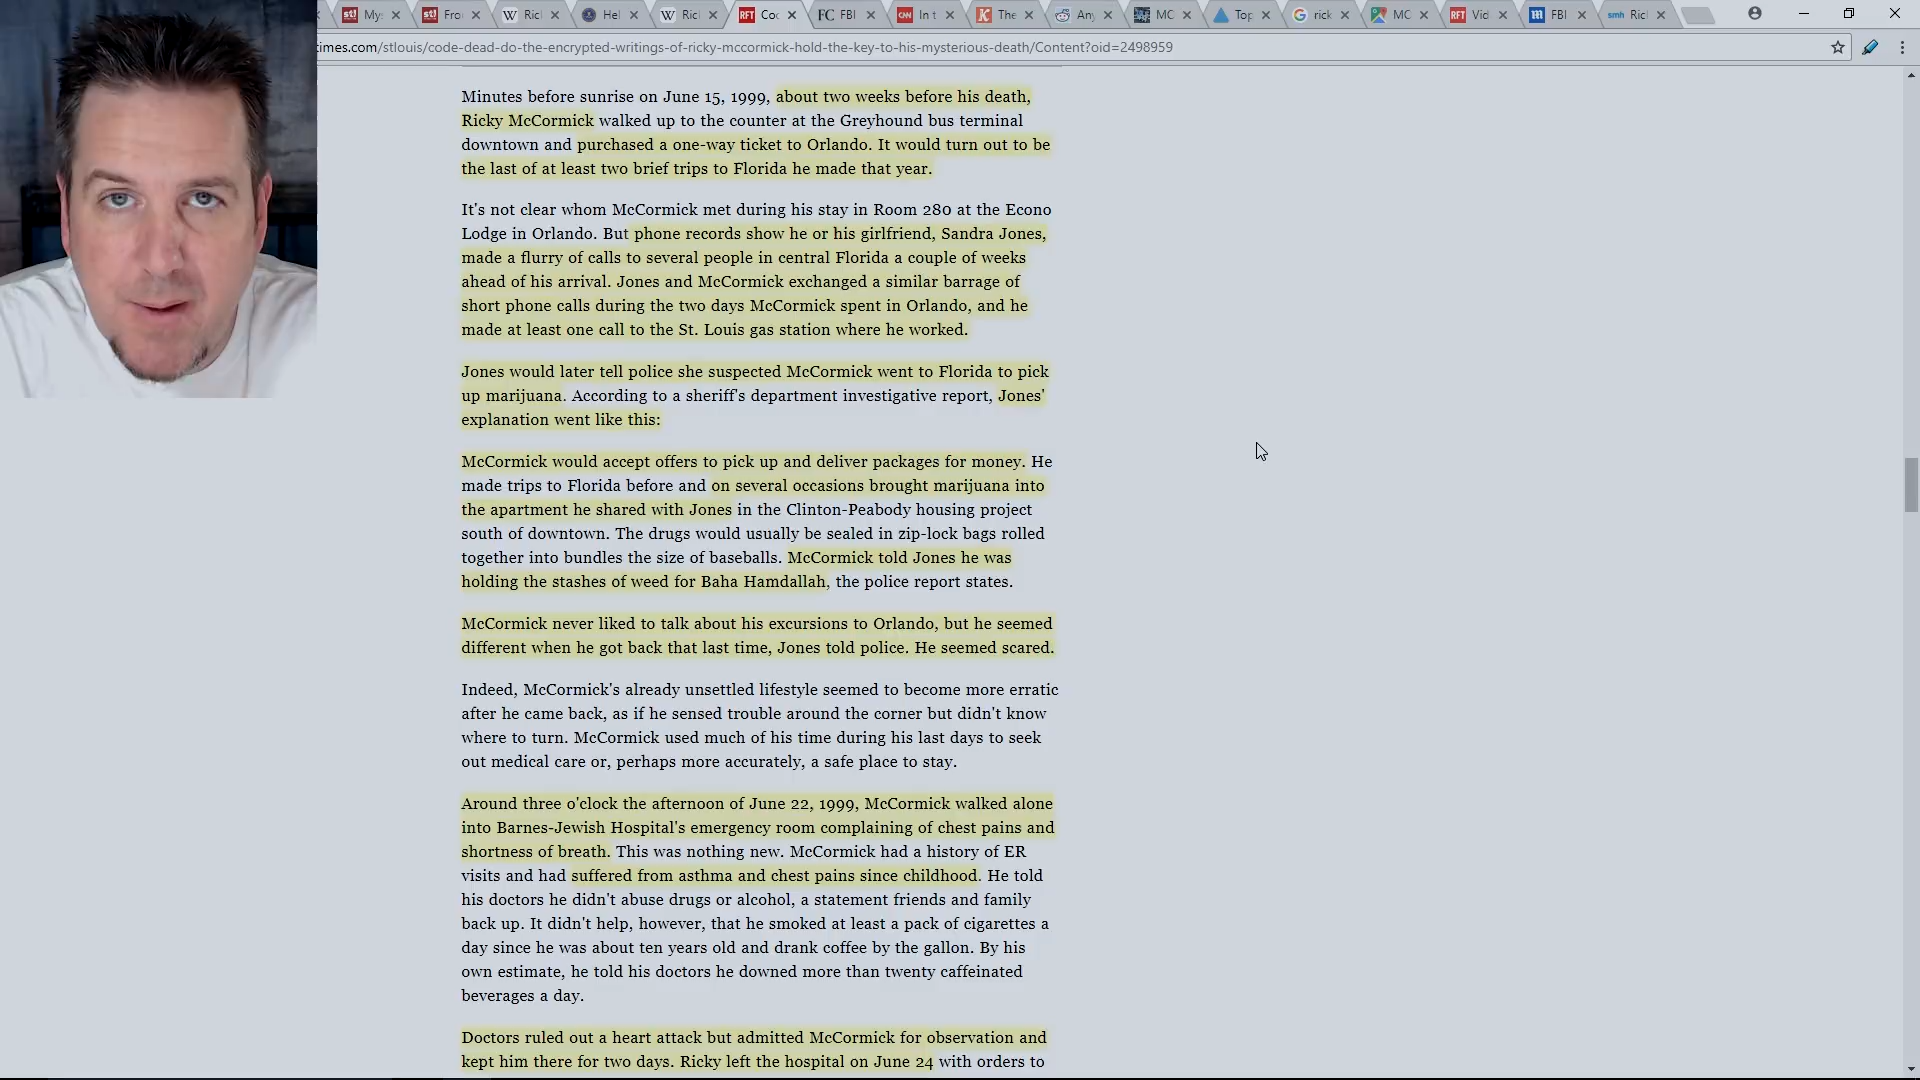 My
Fro
Ric
Hel
Ric
RFT Coc
FC FBI
CNN In t
The
Any
MC
Top
rick
MC
RFT Vid
FBI
smh Ric
times.com/stlouis/code-dead-do-the-encrypted-writings-of-ricky-mccormick-hold-the-key-to-his-mysterious-death/Content?oid=2498959
Minutes before sunrise on June 15, 1999, about two weeks before his death,
Ricky McCormick walked up to the counter at the Greyhound bus terminal
downtown and purchased a one-way ticket to Orlando. It would turn out to be
the last of at least two brief trips to Florida he made that year.
It's not clear whom McCormick met during his stay in Room 280 at the Econo
Lodge in Orlando. But phone records show he or his girlfriend, Sandra Jones,
made a flurry of calls to several people in central Florida a couple of weeks
ahead of his arrival. Jones and McCormick exchanged a similar barrage of
short phone calls during the two days McCormick spent in Orlando, and he
made at least one call to the St. Louis gas station where he worked.
Jones would later tell police she suspected McCormick went to Florida to pick
up marijuana. According to a sheriff's department investigative report, Jones'
explanation went like this:
McCormick would accept offers to pick up and deliver packages for money. He
made trips to Florida before and on several occasions brought marijuana into
the apartment he shared with Jones in the Clinton-Peabody housing project
south of downtown. The drugs would usually be sealed in zip-lock bags rolled
together into bundles the size of baseballs. McCormick told Jones he was
holding the stashes of weed for Baha Hamdallah, the police report states.
McCormick never liked to talk about his excursions to Orlando, but he seemed
different when he got back that last time, Jones told police. He seemed scared.
Indeed, McCormick's already unsettled lifestyle seemed to become more erratic
after he came back, as if he sensed trouble around the corner but didn't know
where to turn. McCormick used much of his time during his last days to seek
out medical care or, perhaps more accurately, a safe place to stay.
Around three o'clock the afternoon of June 22, 1999, McCormick walked alone
into Barnes-Jewish Hospital's emergency room complaining of chest pains and
shortness of breath. This was nothing new. McCormick had a history of ER
visits and had suffered from asthma and chest pains since childhood. He told
his doctors he didn't abuse drugs or alcohol, a statement friends and family
back up. It didn't help, however, that he smoked at least a pack of cigarettes a
day since he was about ten years old and drank coffee by the gallon. By his
own estimate, he told his doctors he downed more than twenty caffeinated
beverages a day.
Doctors ruled out a heart attack but admitted McCormick for observation and
kept him there for two days. Ricky left the hospital on June 24 with orders to